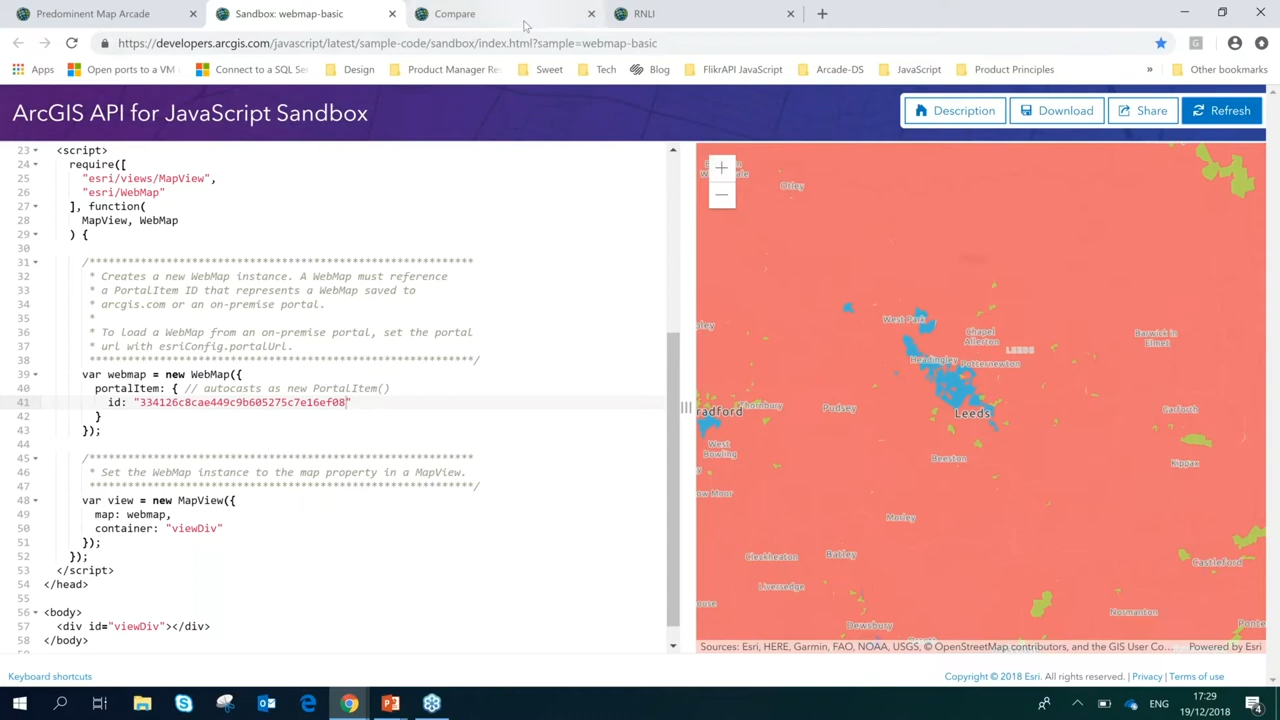 Predominent Map Arcade
Sandbox: webmap-basic
Compare
RNLI
https://developers.arcgis.com/javascript/latest/sample-code/sandbox/index.html?sample=webmap-basic
Apps
Open ports to a VM
Connect to a SQL Se
Design
Product Manager Re
Sweet
Tech
Blog
FlikrAPI JavaScript
Arcade-DS
JavaScript
Product Principles
»
Other bookmarks
ArcGIS API for JavaScript Sandbox
Description
Download
Share
Refresh
23 <script>
24 require([
25 "esri/views/MapView",
26 "esri/WebMap"
27 ], function(
28 MapView, WebMap
29 ) {
30
31 /*************************************************************
32 * Creates a new WebMap instance. A WebMap must reference
33 * a PortalItem ID that represents a WebMap saved to
34 * arcgis.com or an on-premise portal.
35 *
36 * To load a WebMap from an on-premise portal, set the portal
37 * url with esriConfig.portalUrl.
38 *************************************************************/
39 var webmap = new WebMap({
40 portalItem: { // autocasts as new PortalItem()
41 id: "334126c8cae449c9b605275c7e16ef08"
42 }
43 });
44
45 /*************************************************************
46 * Set the WebMap instance to the map property in a MapView.
47 *************************************************************/
48 var view = new MapView({
49 map: webmap,
50 container: "viewDiv"
51 });
52 });
53 </script>
54 </head>
55
56 <body>
57 <div id="viewDiv"></div>
58 </body>
+
−
Otley
West Park
Chapel
Allerton
LEEDS
Barwick in
Elmet
Headingley
Potternewton
Thornbury
radford
Pudsey
Leeds
Garforth
West
Bowling
Beeston
Kippax
ow Moor
Morley
Cleckheaton
Batley
Castleford
Liversedge
Normanton
Dewsbury
Sources: Esri, HERE, Garmin, FAO, NOAA, USGS, © OpenStreetMap contributors, and the GIS User Co...
Powered by Esri
Keyboard shortcuts
Copyright © 2018 Esri. All rights reserved. | Privacy | Terms of use
ENG
17:29
19/12/2018
4